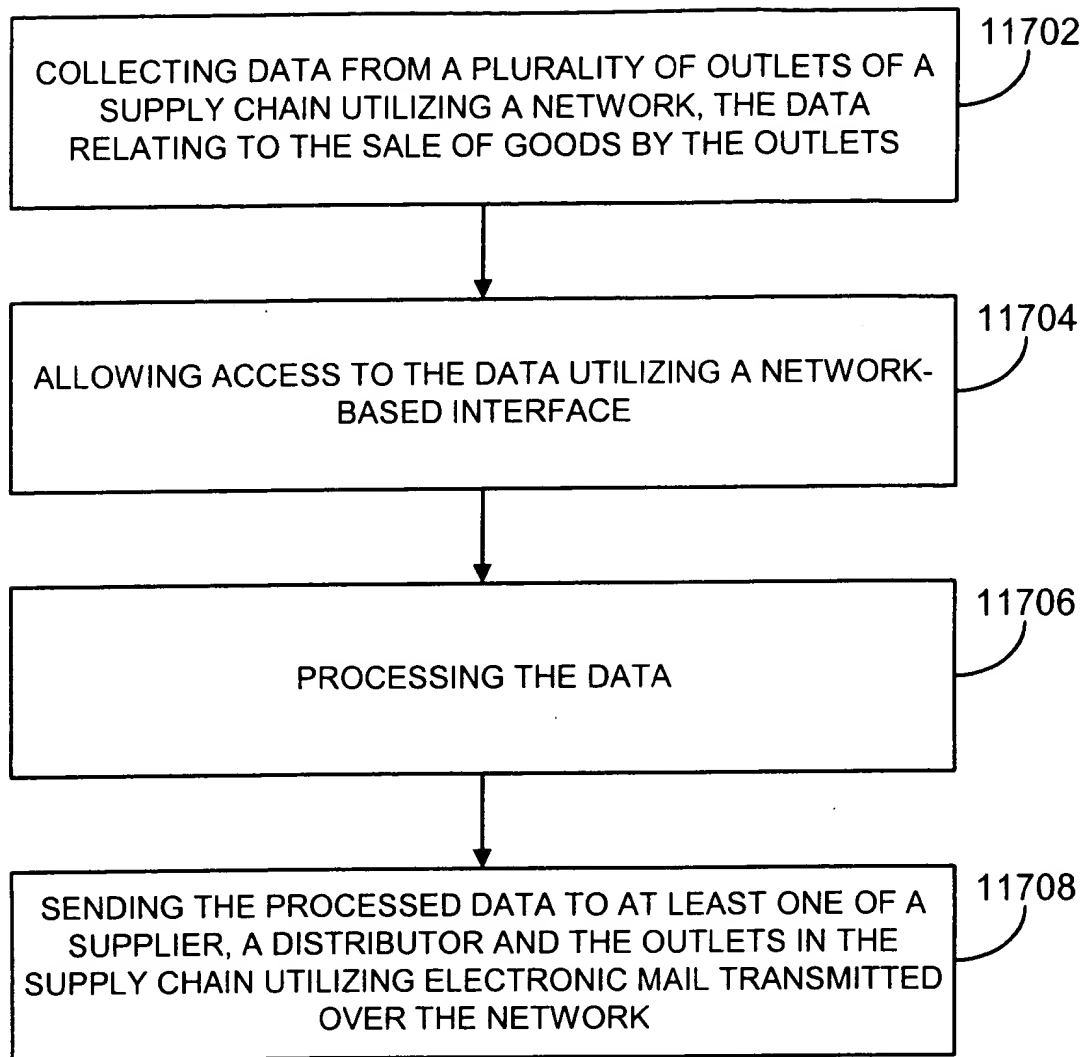 11702
COLLECTING DATA FROM A PLURALITY OF OUTLETS OF A
SUPPLY CHAIN UTILIZING A NETWORK, THE DATA
RELATING TO THE SALE OF GOODS BY THE OUTLETS
11704
ALLOWING ACCESS TO THE DATA UTILIZING A NETWORK-
BASED INTERFACE
11706
PROCESSING THE DATA
11708
SENDING THE PROCESSED DATA TO AT LEAST ONE OF A
SUPPLIER, A DISTRIBUTOR AND THE OUTLETS IN THE
SUPPLY CHAIN UTILIZING ELECTRONIC MAIL TRANSMITTED
OVER THE NETWORK